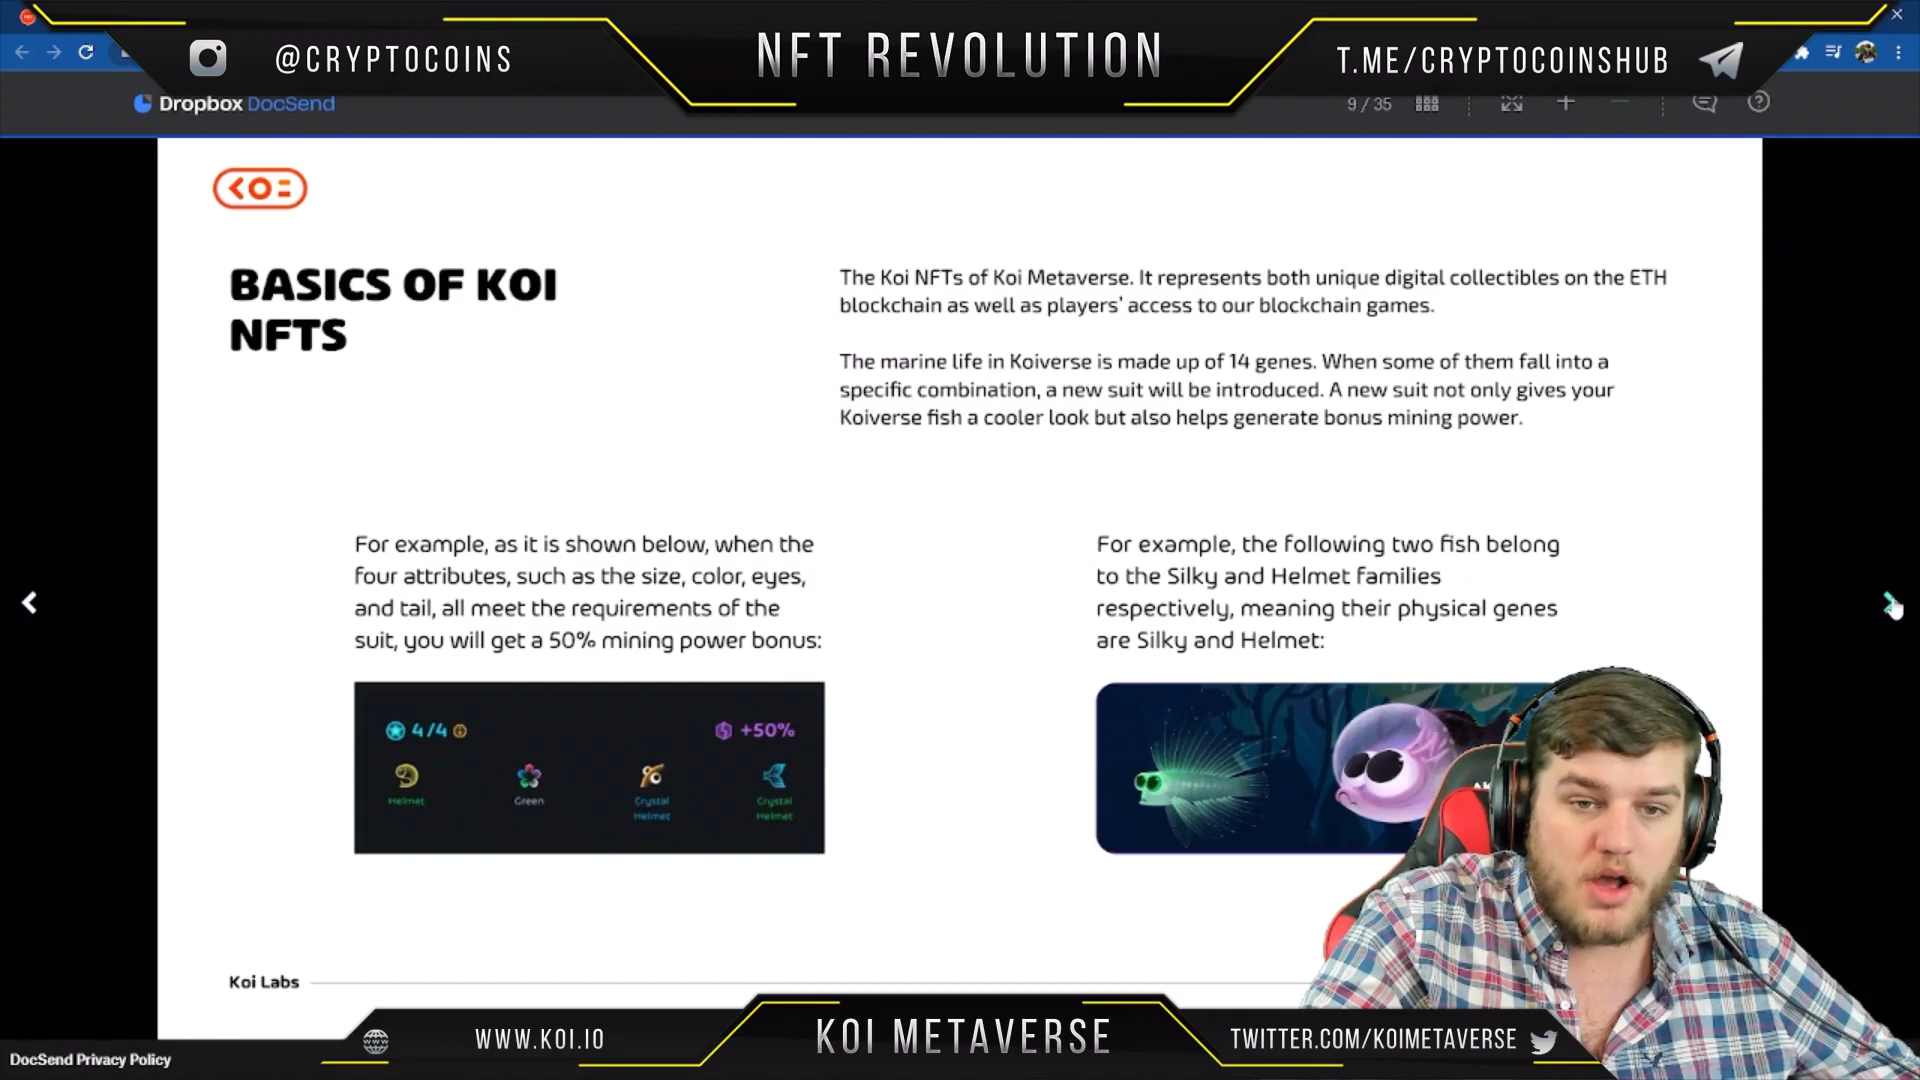 @CRYPTOCOINS
NFT REVOLUTION
T.ME/CRYPTOCOINSHUB
Dropbox DocSend
9 / 35
KOI
BASICS OF KOI
NFTS
The Koi NFTs of Koi Metaverse. It represents both unique digital collectibles on the ETH
blockchain as well as players' access to our blockchain games.
The marine life in Koiverse is made up of 14 genes. When some of them fall into a
specific combination, a new suit will be introduced. A new suit not only gives your
Koiverse fish a cooler look but also helps generate bonus mining power.
For example, as it is shown below, when the
four attributes, such as the size, color, eyes,
and tail, all meet the requirements of the
suit, you will get a 50% mining power bonus:
4/4
+50%
Helmet
Green
Crystal
Helmet
Crystal
Helmet
For example, the following two fish belong
to the Silky and Helmet families
respectively, meaning their physical genes
are Silky and Helmet:
Koi Labs
WWW.KOI.IO
KOI METAVERSE
TWITTER.COM/KOIMETAVERSE
DocSend Privacy Policy